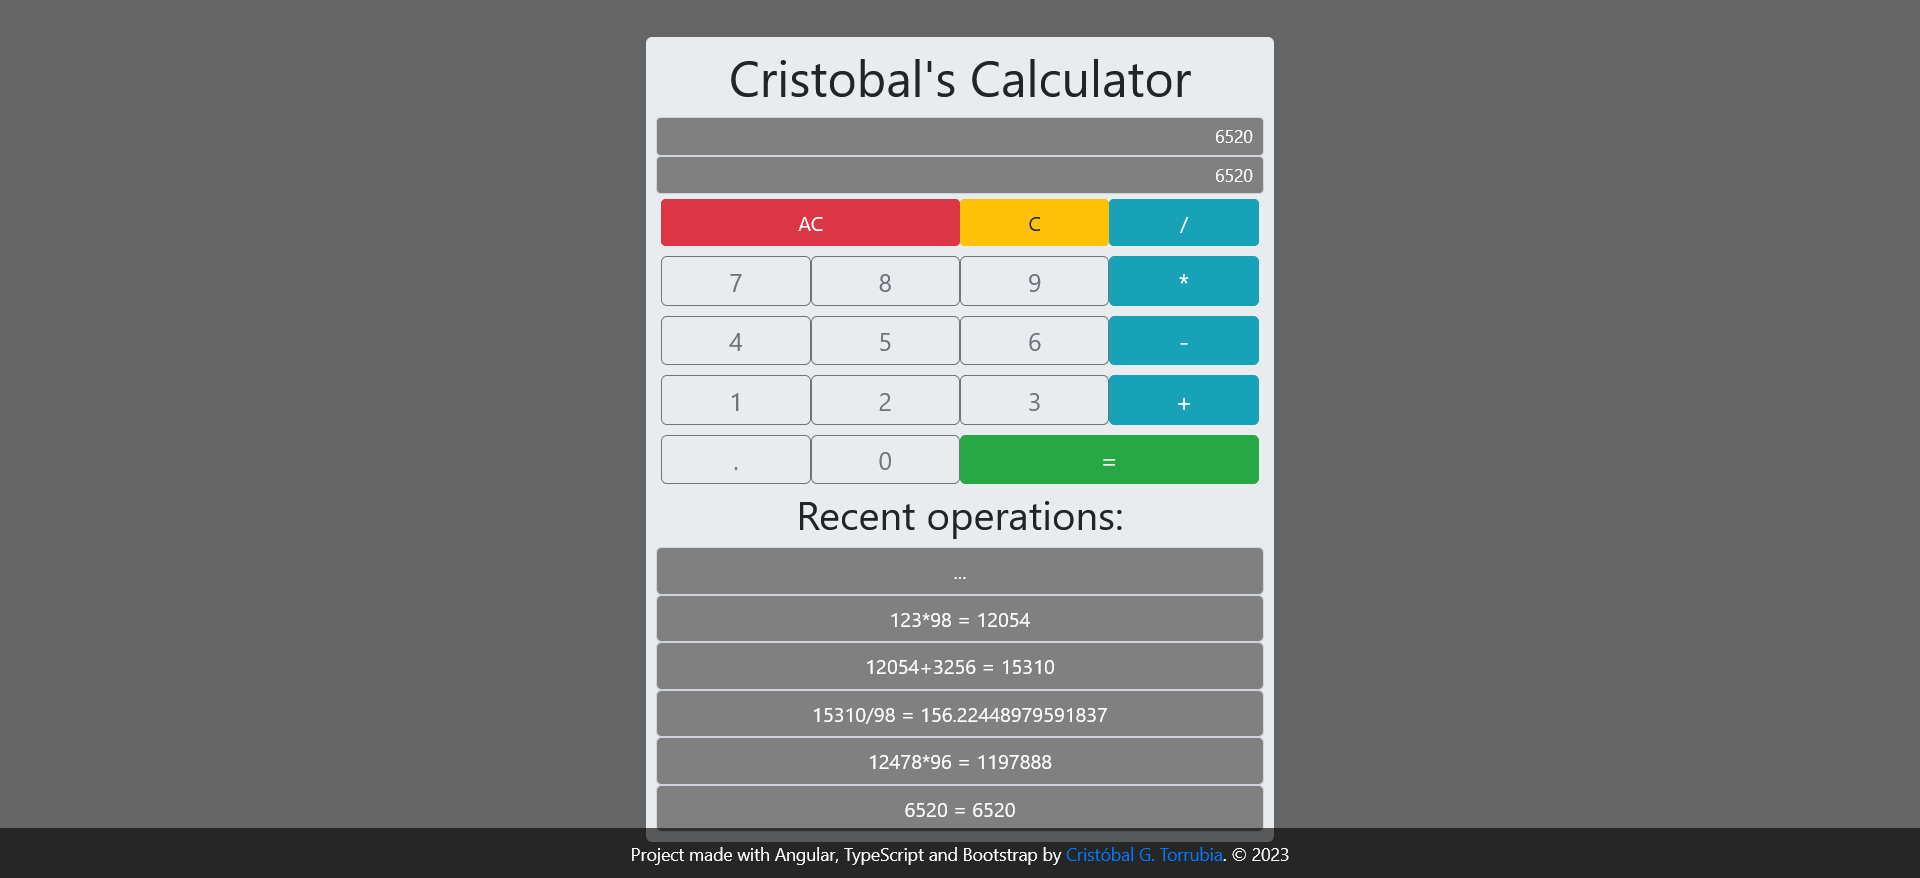 Cristobal's Calculator
6520
6520
AC C /
7 8 9 *
4 5 6 -
1 2 3 +
. 0 =
Recent operations:
...
123*98 = 12054
12054+3256 = 15310
15310/98 = 156.22448979591837
12478*96 = 1197888
6520 = 6520
Project made with Angular, TypeScript and Bootstrap by Cristóbal G. Torrubia. © 2023